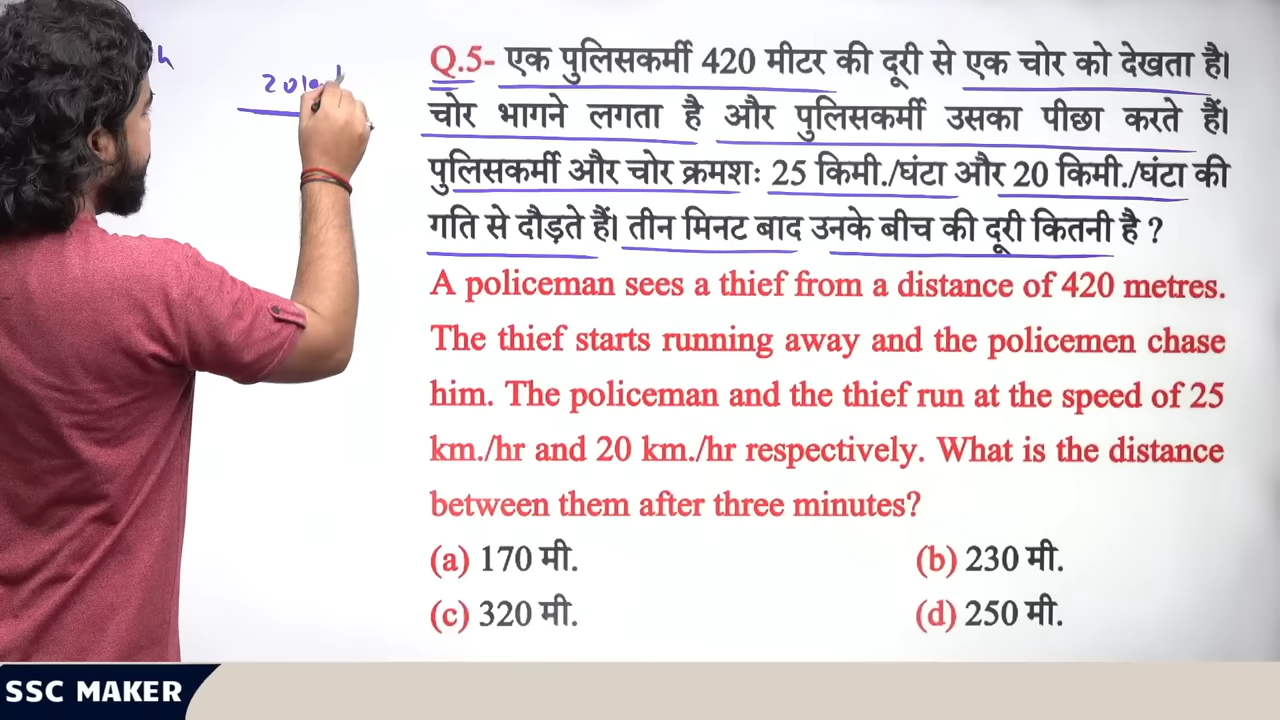 20
Q.5- एक पुलिसकर्मी 420 मीटर की दूरी से एक चोर को देखता है।
चोर भागने लगता है और पुलिसकर्मी उसका पीछा करते हैं।
पुलिसकर्मी और चोर क्रमशः 25 किमी./घंटा और 20 किमी./घंटा की
गति से दौड़ते हैं। तीन मिनट बाद उनके बीच की दूरी कितनी है ?
A policeman sees a thief from a distance of 420 metres.
The thief starts running away and the policemen chase
him. The policeman and the thief run at the speed of 25
km./hr and 20 km./hr respectively. What is the distance
between them after three minutes?
(a) 170 मी. (b) 230 मी.
(c) 320 मी. (d) 250 मी.
SSC MAKER